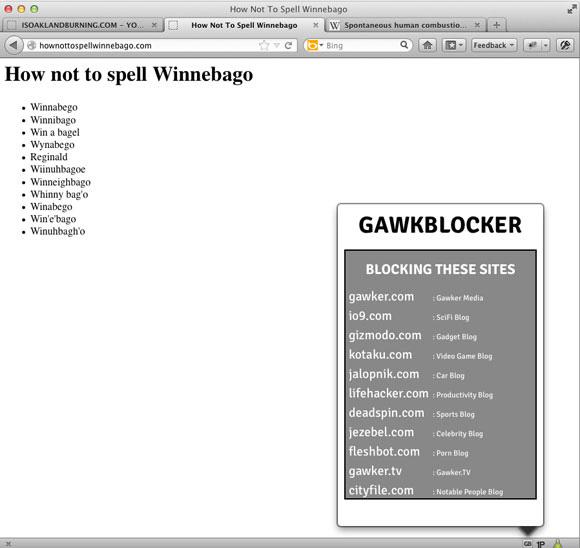 How Not To Spell Winnebago
ISOAKLANDBURNING.COM – YO...
How Not To Spell Winnebago
Spontaneous human combustio...
hownottospellwinnebago.com
Bing
Feedback
How not to spell Winnebago
Winnabego
Winnibago
Win a bagel
Wynabego
Reginald
Wiinuhbagoe
Winneighbago
Whinny bag'o
Winabego
Win'e'bago
Winuhbagh'o
GAWKBLOCKER
BLOCKING THESE SITES
gawker.com : Gawker Media
io9.com : SciFi Blog
gizmodo.com : Gadget Blog
kotaku.com : Video Game Blog
jalopnik.com : Car Blog
lifehacker.com : Productivity Blog
deadspin.com : Sports Blog
jezebel.com : Celebrity Blog
fleshbot.com : Porn Blog
gawker.tv : Gawker.TV
cityfile.com : Notable People Blog
GB 1P